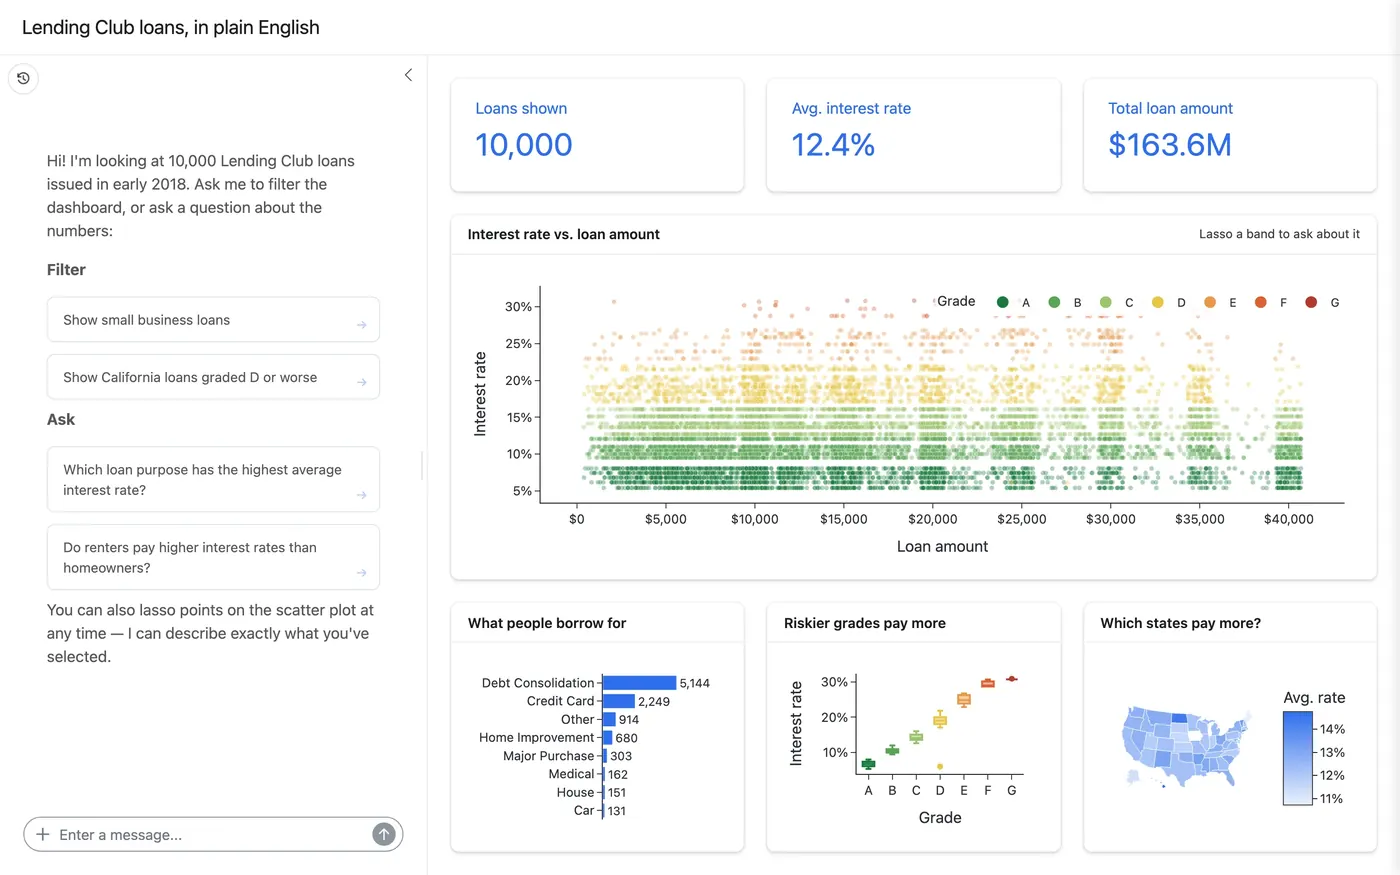 Lending Club loans, in plain English
Hi! I'm looking at 10,000 Lending Club loans
issued in early 2018. Ask me to filter the
dashboard, or ask a question about the
numbers:
Filter
Show small business loans
Show California loans graded D or worse
Ask
Which loan purpose has the highest average
interest rate?
Do renters pay higher interest rates than
homeowners?
You can also lasso points on the scatter plot at
any time — I can describe exactly what you've
selected.
Enter a message...
Loans shown
10,000
Avg. interest rate
12.4%
Total loan amount
$163.6M
Interest rate vs. loan amount
Lasso a band to ask about it
Grade A B C D E F G
Interest rate
30%
25%
20%
15%
10%
5%
$0 $5,000 $10,000 $15,000 $20,000 $25,000 $30,000 $35,000 $40,000
Loan amount
What people borrow for
Debt Consolidation 5,144
Credit Card 2,249
Other 914
Home Improvement 680
Major Purchase 303
Medical 162
House 151
Car 131
Riskier grades pay more
Interest rate
30%
20%
10%
A B C D E F G
Grade
Which states pay more?
Avg. rate
14%
13%
12%
11%